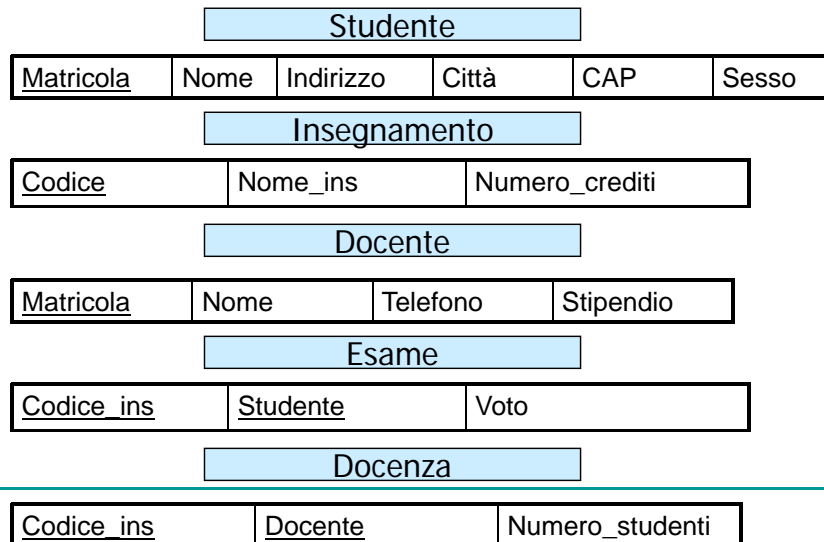 Studente
Matricola Nome Indirizzo Città CAP Sesso
Insegnamento
Codice Nome_ins Numero_crediti
Docente
Matricola Nome Telefono Stipendio
Esame
Codice_ins Studente Voto
Docenza
Codice_ins Docente Numero_studenti